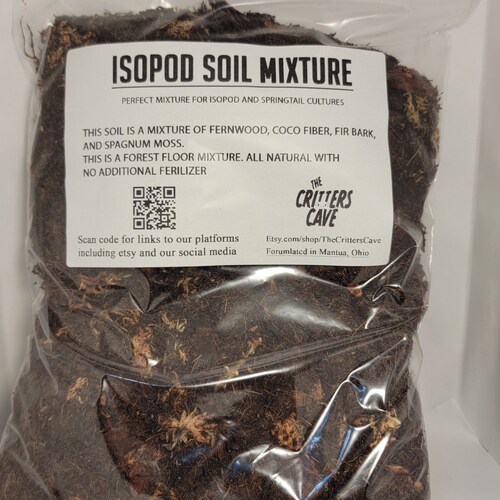 ISOPOD SOIL MIXTURE
PERFECT MIXTURE FOR ISOPOD AND SPRINGTAIL CULTURES
THIS SOIL IS A MIXTURE OF FERNWOOD, COCO FIBER, FIR BARK,
AND SPAGNUM MOSS.
THIS IS A FOREST FLOOR MIXTURE. ALL NATURAL WITH
NO ADDITIONAL FERILIZER
THE
CRITTERS
CAVE
Scan code for links to our platforms
including etsy and our social media
Etsy.com/shop/TheCrittersCave
Forumlated in Mantua, Ohio